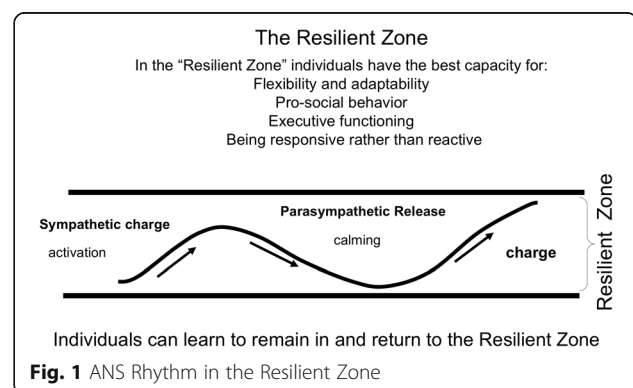 The Resilient Zone
In the “Resilient Zone” individuals have the best capacity for:
Flexibility and adaptability
Pro-social behavior
Executive functioning
Being responsive rather than reactive
Sympathetic charge
activation
Parasympathetic Release
calming
charge
Resilient Zone
Individuals can learn to remain in and return to the Resilient Zone
Fig. 1 ANS Rhythm in the Resilient Zone